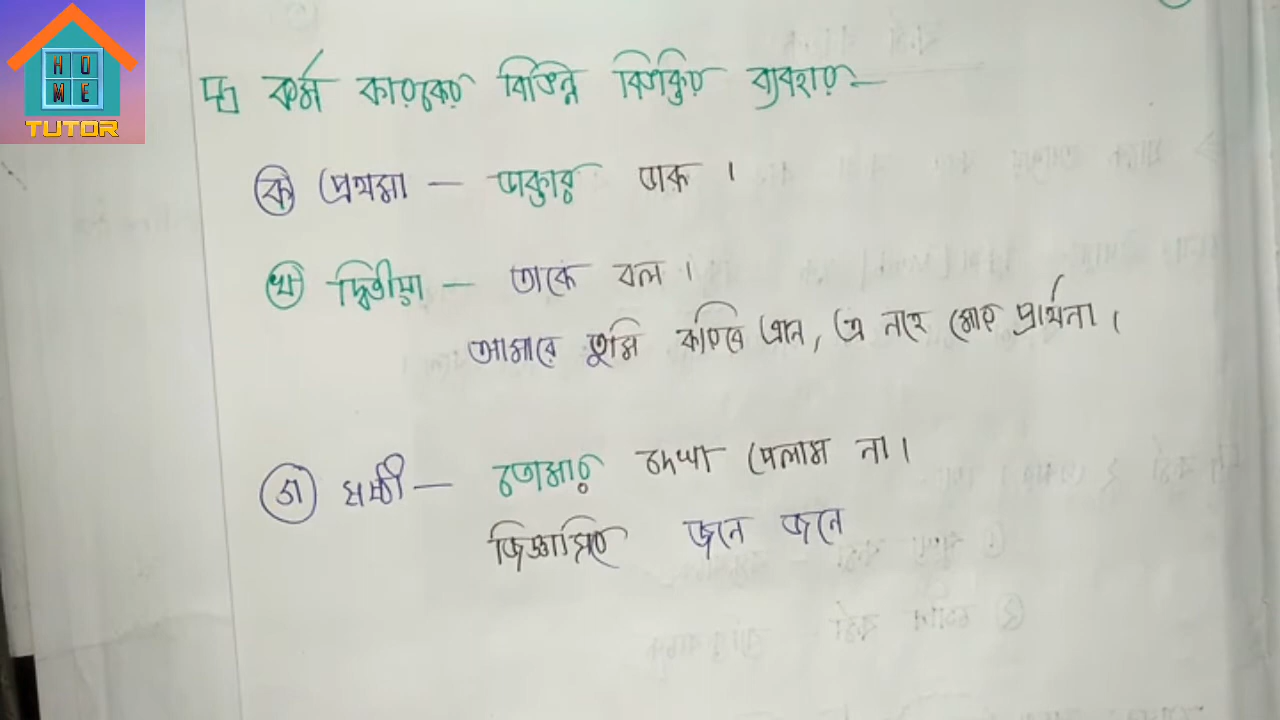 HOME
TUTOR
কর্ম কারকের বিভিন্ন বিভক্তির ব্যবহার -
ক প্রথমা - ডাক্তার ডাক ।
খ দ্বিতীয়া - তাকে বল ।
আমারে তুমি করিবে ত্রান, এ নহে মোর প্রার্থনা ।
গ ষষ্ঠী - তোমার দেখা পেলাম না ।
জিজ্ঞাসিব জনে জনে